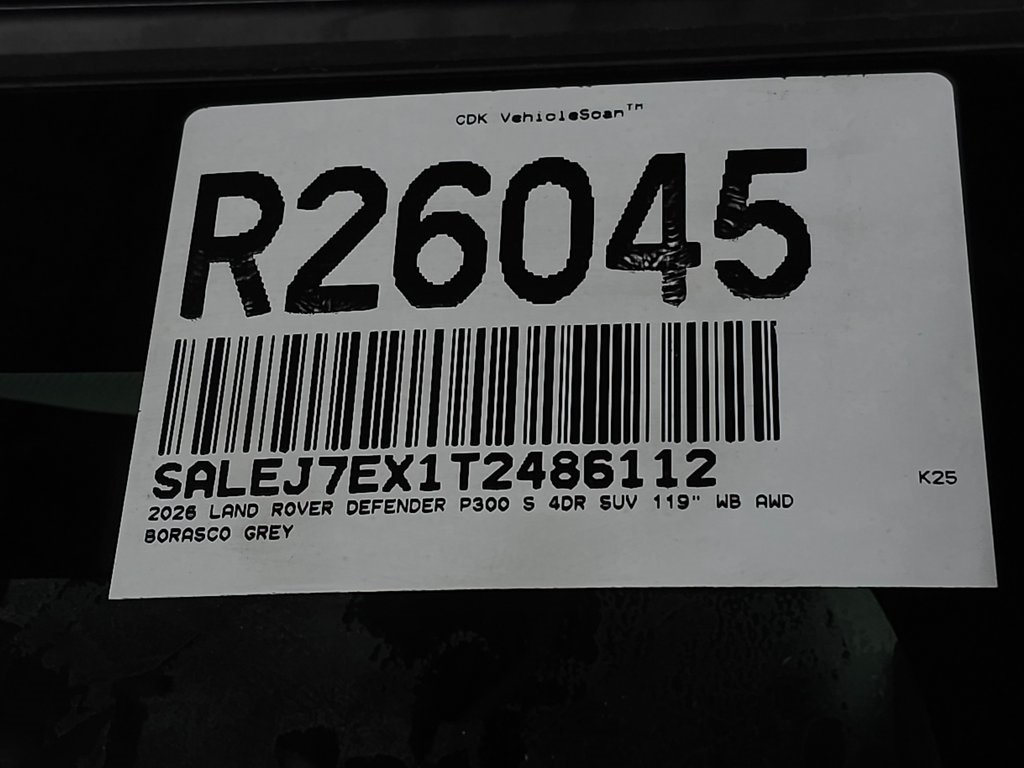 CDK VehicleScan™
R26045
SALEJ7EX1T2486112
2026 LAND ROVER DEFENDER P300 S 4DR SUV 119" WB AWD
BORASCO GREY
K25